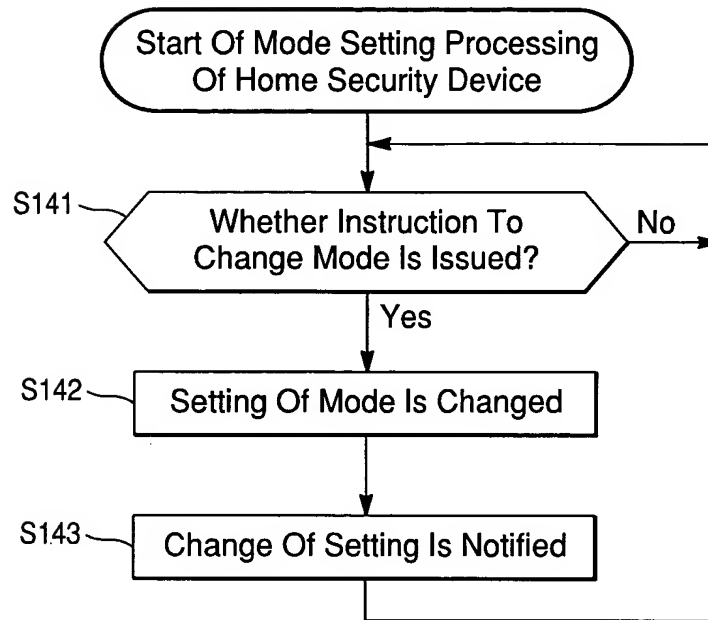 Start Of Mode Setting Processing
Of Home Security Device
S141
Whether Instruction To
Change Mode Is Issued?
No
Yes
S142
Setting Of Mode Is Changed
S143
Change Of Setting Is Notified